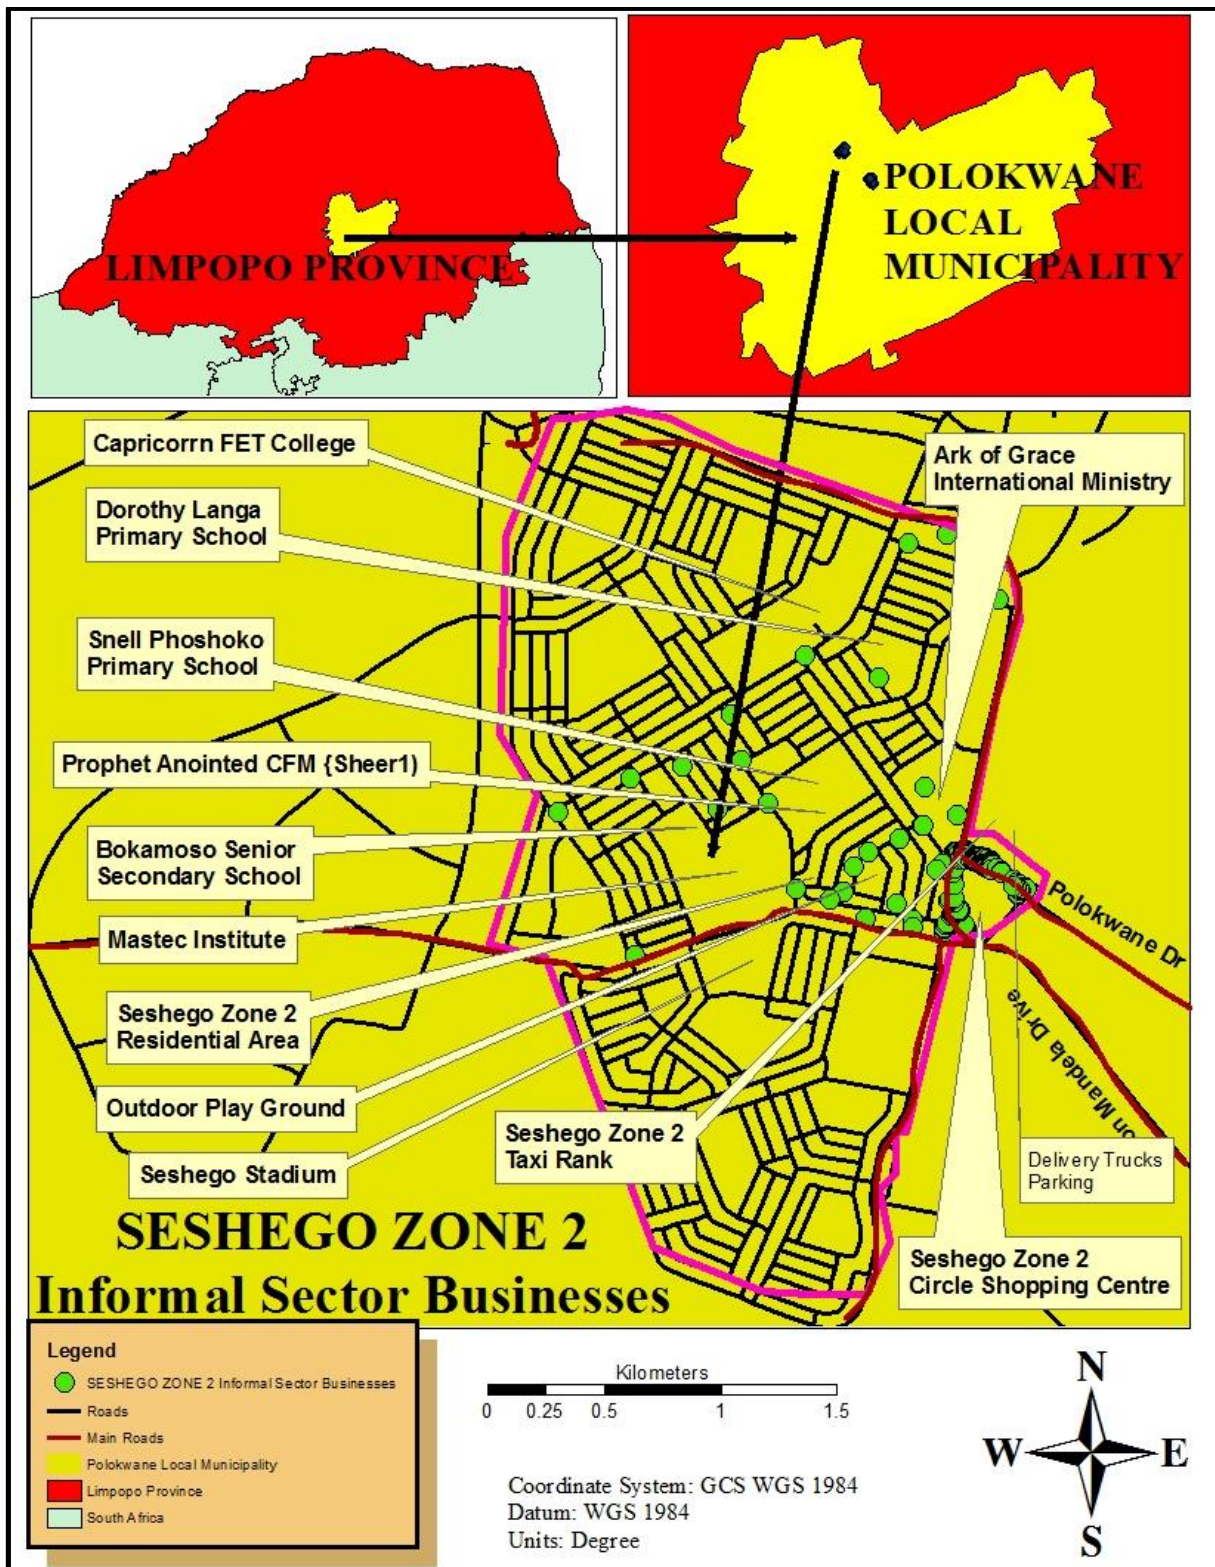 LIMPOPO PROVINCE
POLOKWANE
LOCAL
MUNICIPALITY
Capricorrn FET College
Ark of Grace
International Ministry
Dorothy Langa
Primary School
Snell Phoshoko
Primary School
Prophet Anointed CFM {Sheer1)
Bokamoso Senior
Secondary School
Mastec Institute
Seshego Zone 2
Residential Area
Outdoor Play Ground
Seshego Stadium
Seshego Zone 2
Taxi Rank
Polokwane Dr
on Mandela Drive
Delivery Trucks
Parking
Seshego Zone 2
Circle Shopping Centre
SESHEGO ZONE 2
Informal Sector Businesses
Legend
SESHEGO ZONE 2 Informal Sector Businesses
Roads
Main Roads
Polokwane Local Municipality
Limpopo Province
South Africa
Kilometers
0 0.25 0.5 1 1.5
Coordinate System: GCS WGS 1984
Datum: WGS 1984
Units: Degree
N
W E
S